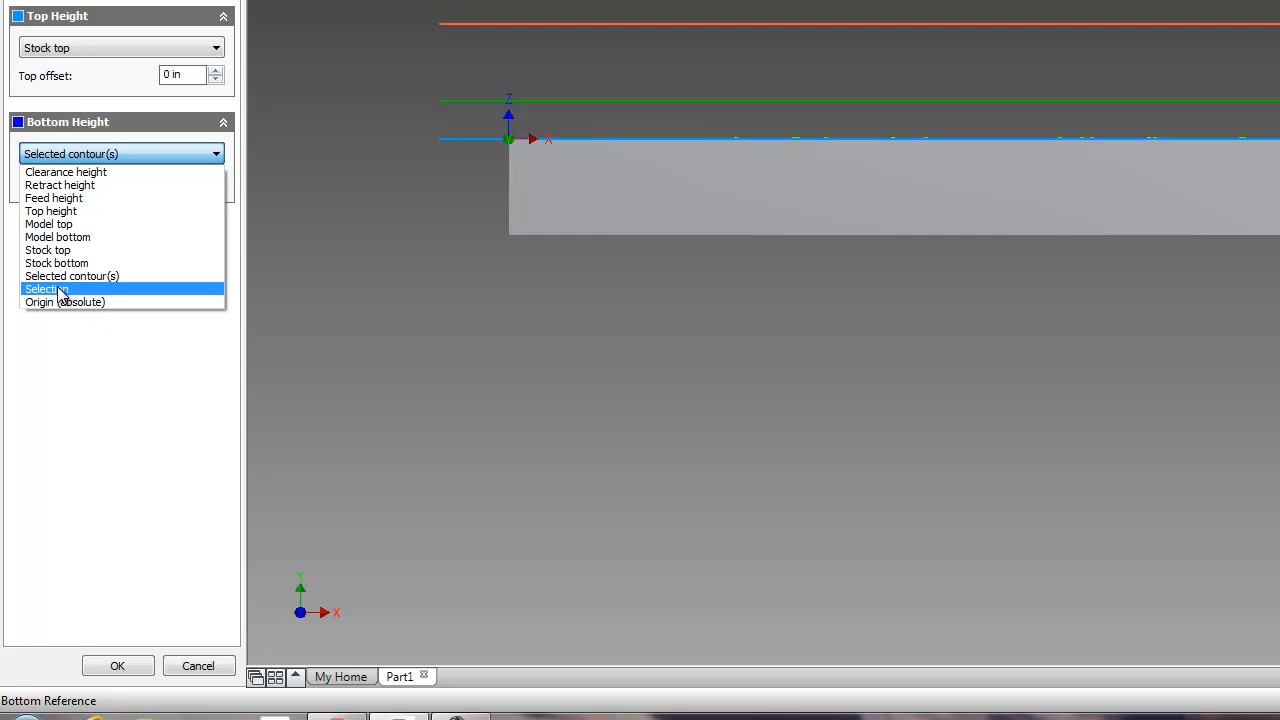 Top Height
Stock top
Top offset:
0 in
Bottom Height
Selected contour(s)
Clearance height
Retract height
Feed height
Top height
Model top
Model bottom
Stock top
Stock bottom
Selected contour(s)
Selection
Origin (absolute)
Z
X
Y
X
OK
Cancel
My Home
Part1
Bottom Reference